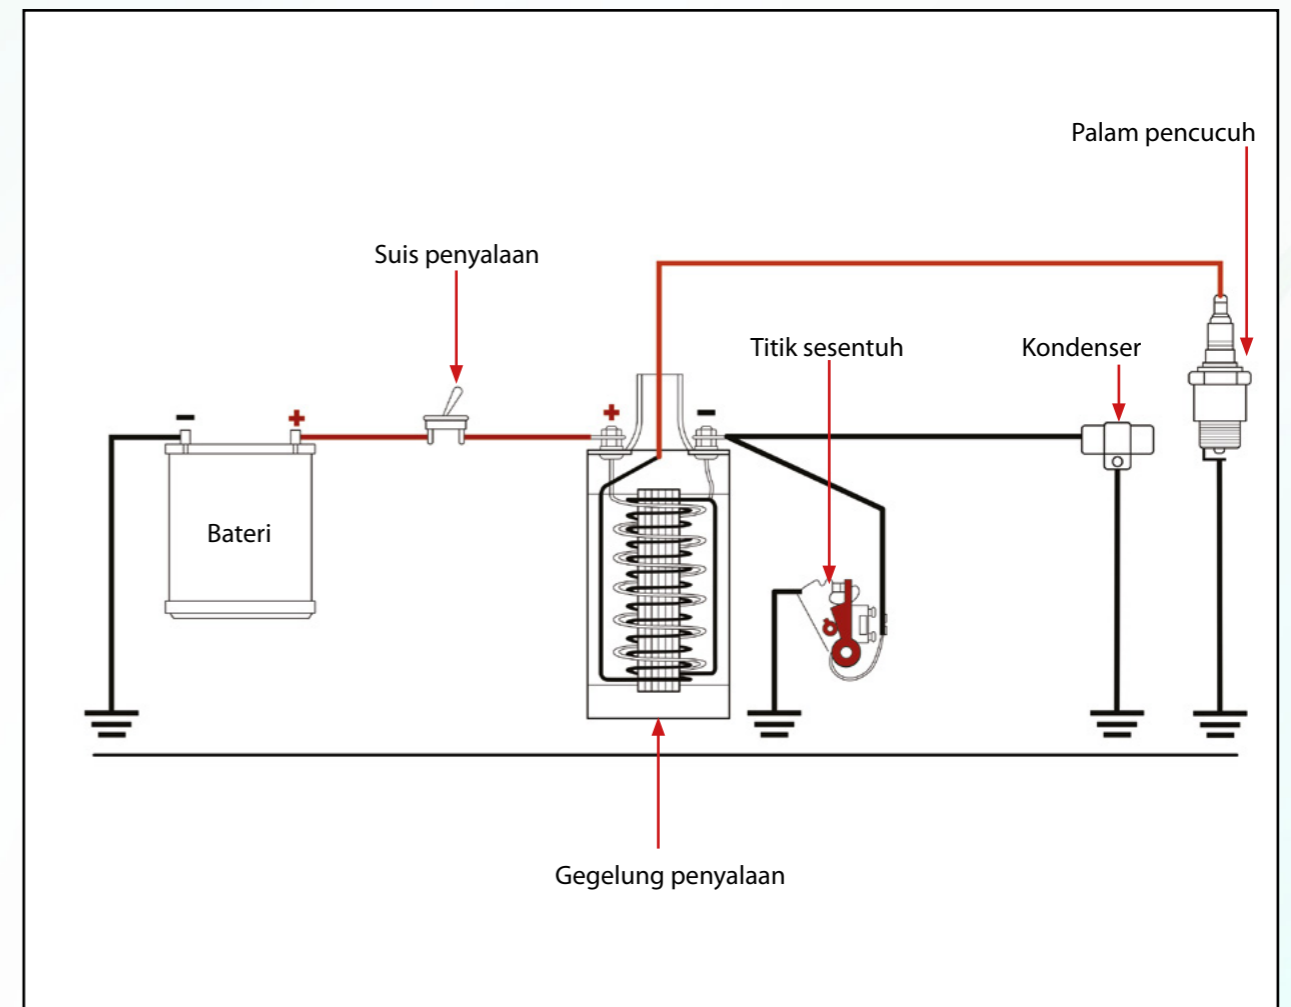 Palam pencucuh
Suis penyalaan
Titik sesentuh
Kondenser
+
-
-
+
Bateri
Gegelung penyalaan